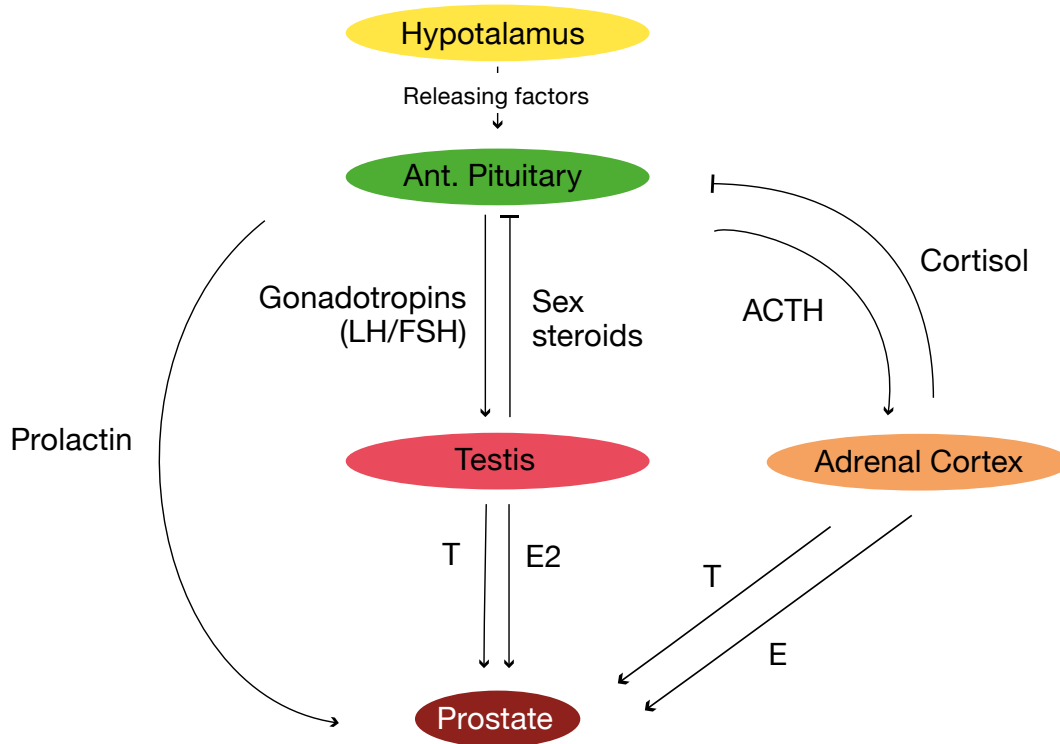 Hypotalamus
Releasing factors
Ant. Pituitary
Gonadotropins
(LH/FSH)
Sex
steroids
Cortisol
ACTH
Prolactin
Testis
Adrenal Cortex
T
E2
T
E
Prostate